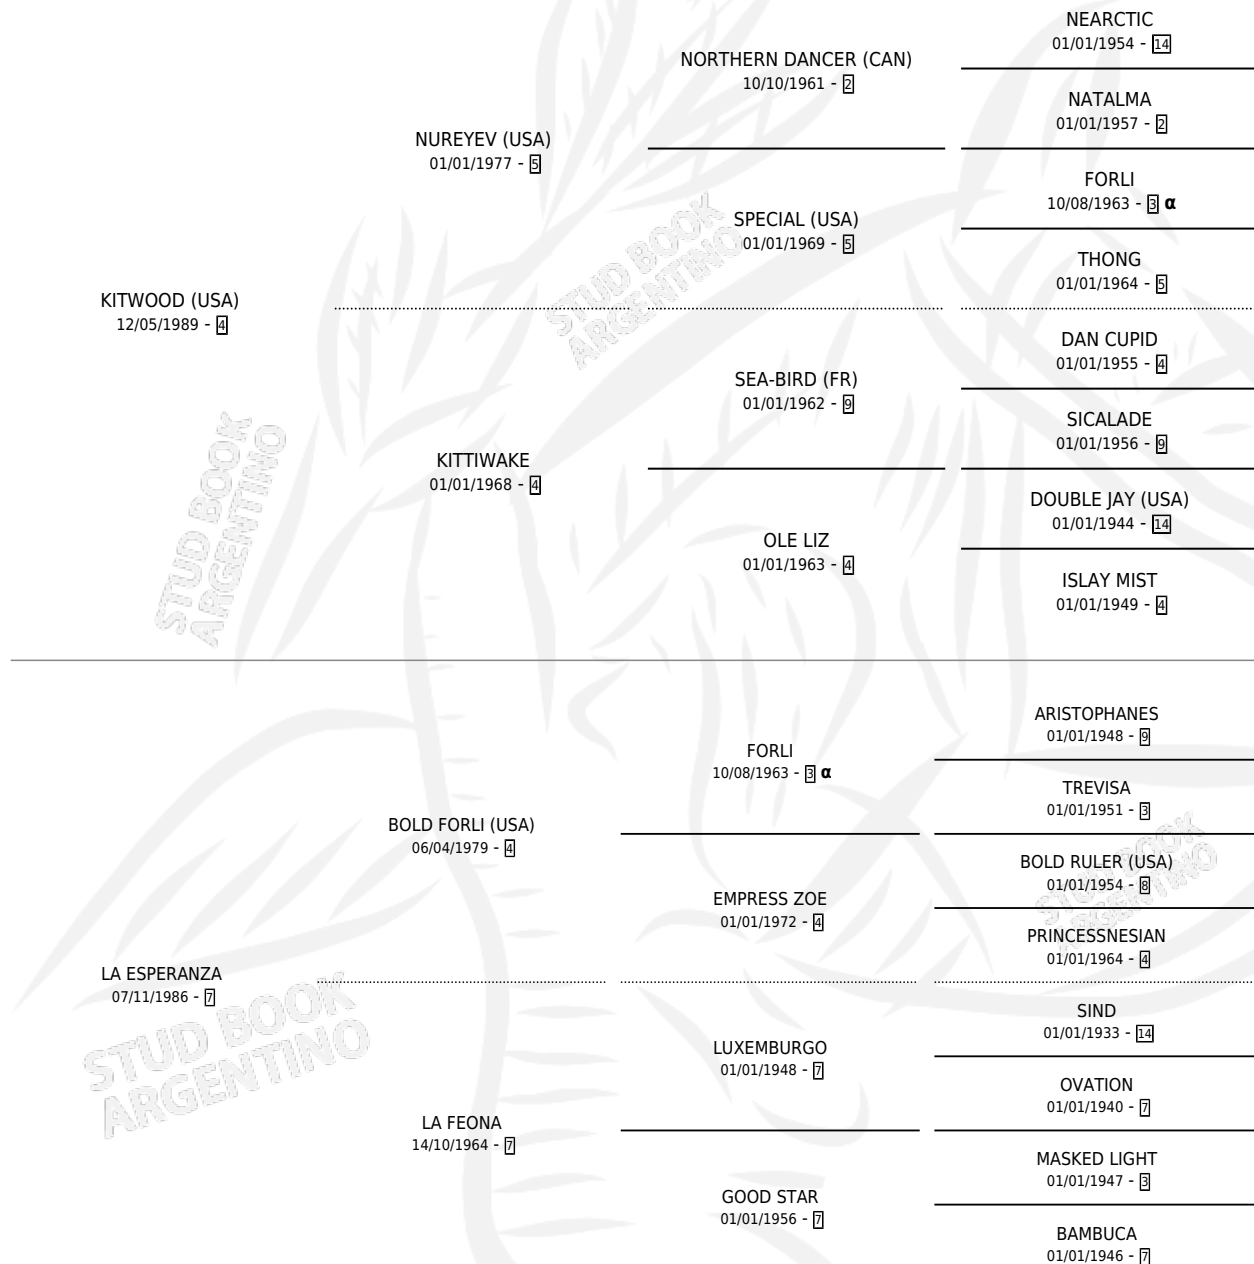 NEARCTIC
01/01/1954 - 14
NORTHERN DANCER (CAN)
10/10/1961 - 2
NATALMA
01/01/1957 - 2
NUREYEV (USA)
01/01/1977 - 5
FORLI
10/08/1963 - 3 α
SPECIAL (USA)
01/01/1969 - 5
THONG
01/01/1964 - 5
KITWOOD (USA)
12/05/1989 - 4
DAN CUPID
01/01/1955 - 4
SEA-BIRD (FR)
01/01/1962 - 9
SICALADE
01/01/1956 - 9
KITTIWAKE
01/01/1968 - 4
DOUBLE JAY (USA)
01/01/1944 - 14
OLE LIZ
01/01/1963 - 4
ISLAY MIST
01/01/1949 - 4
ARISTOPHANES
01/01/1948 - 9
FORLI
10/08/1963 - 3 α
TREVISA
01/01/1951 - 3
BOLD FORLI (USA)
06/04/1979 - 4
BOLD RULER (USA)
01/01/1954 - 8
EMPRESS ZOE
01/01/1972 - 4
PRINCESSNESIAN
01/01/1964 - 4
LA ESPERANZA
07/11/1986 - 7
SIND
01/01/1933 - 14
LUXEMBURGO
01/01/1948 - 7
OVATION
01/01/1940 - 7
LA FEONA
14/10/1964 - 7
MASKED LIGHT
01/01/1947 - 3
GOOD STAR
01/01/1956 - 7
BAMBUCA
01/01/1946 - 7
STUD BOOK
ARGENTINO
STUD BOOK
ARGENTINO
STUD BOOK
ARGENTINO
STUD BOOK
ARGENTINO